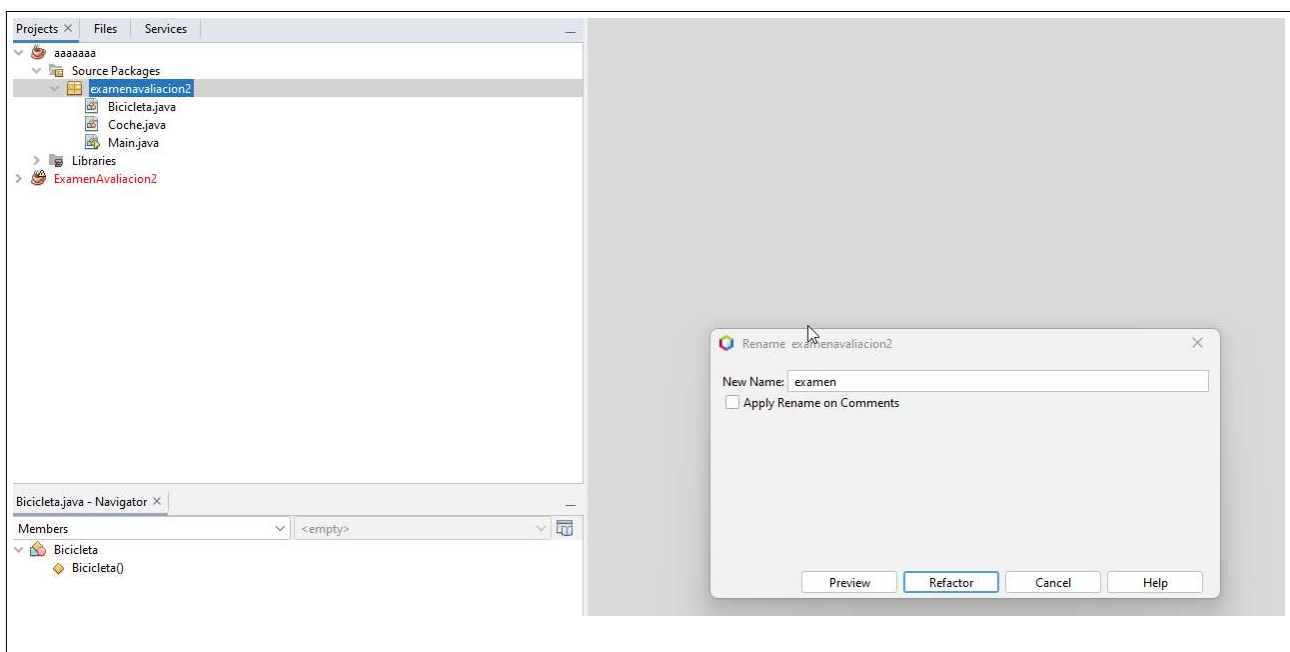 Projects Files Services
aaaaaaa
Source Packages
examenavaliacion2
Bicicleta.java
Coche.java
Main.java
Libraries
ExamenAvaliacion2
Rename examenavaliacion2
New Name: examen
Apply Rename on Comments
Preview Refactor Cancel Help
Bicicleta.java - Navigator
Members <empty>
Bicicleta
Bicicleta()